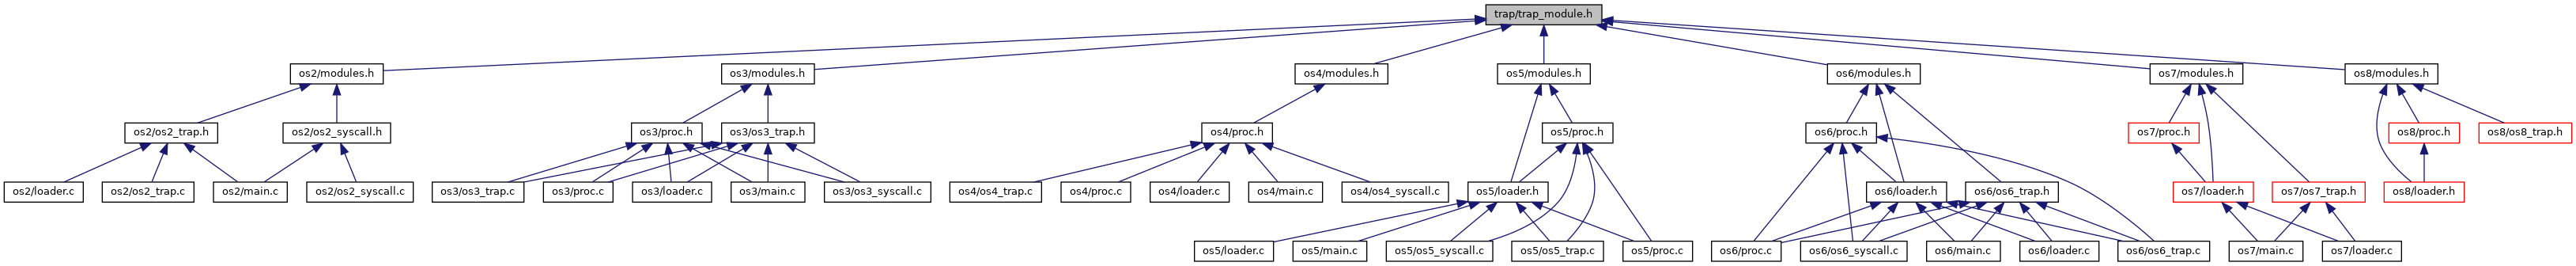 trap/trap_module.h
os2/modules.h
os3/modules.h
os4/modules.h
os5/modules.h
os6/modules.h
os7/modules.h
os8/modules.h
os2/os2_trap.h
os2/os2_syscall.h
os3/proc.h
os3/os3_trap.h
os4/proc.h
os5/proc.h
os6/proc.h
os7/proc.h
os8/proc.h
os8/os8_trap.h
os2/loader.c
os2/os2_trap.c
os2/main.c
os2/os2_syscall.c
os3/os3_trap.c
os3/proc.c
os3/loader.c
os3/main.c
os3/os3_syscall.c
os4/os4_trap.c
os4/proc.c
os4/loader.c
os4/main.c
os4/os4_syscall.c
os5/loader.h
os6/loader.h
os6/os6_trap.h
os7/loader.h
os7/os7_trap.h
os8/loader.h
os5/loader.c
os5/main.c
os5/os5_syscall.c
os5/os5_trap.c
os5/proc.c
os6/proc.c
os6/os6_syscall.c
os6/main.c
os6/loader.c
os6/os6_trap.c
os7/main.c
os7/loader.c